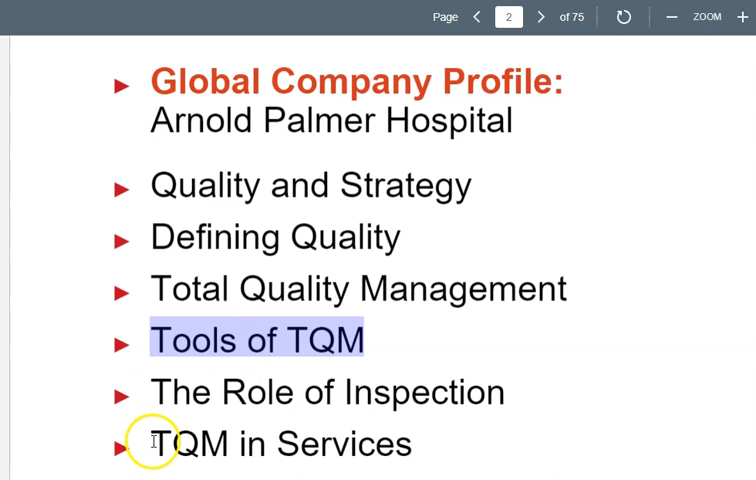 Page 2 of 75 ZOOM
Global Company Profile:
Arnold Palmer Hospital
Quality and Strategy
Defining Quality
Total Quality Management
Tools of TQM
The Role of Inspection
TQM in Services